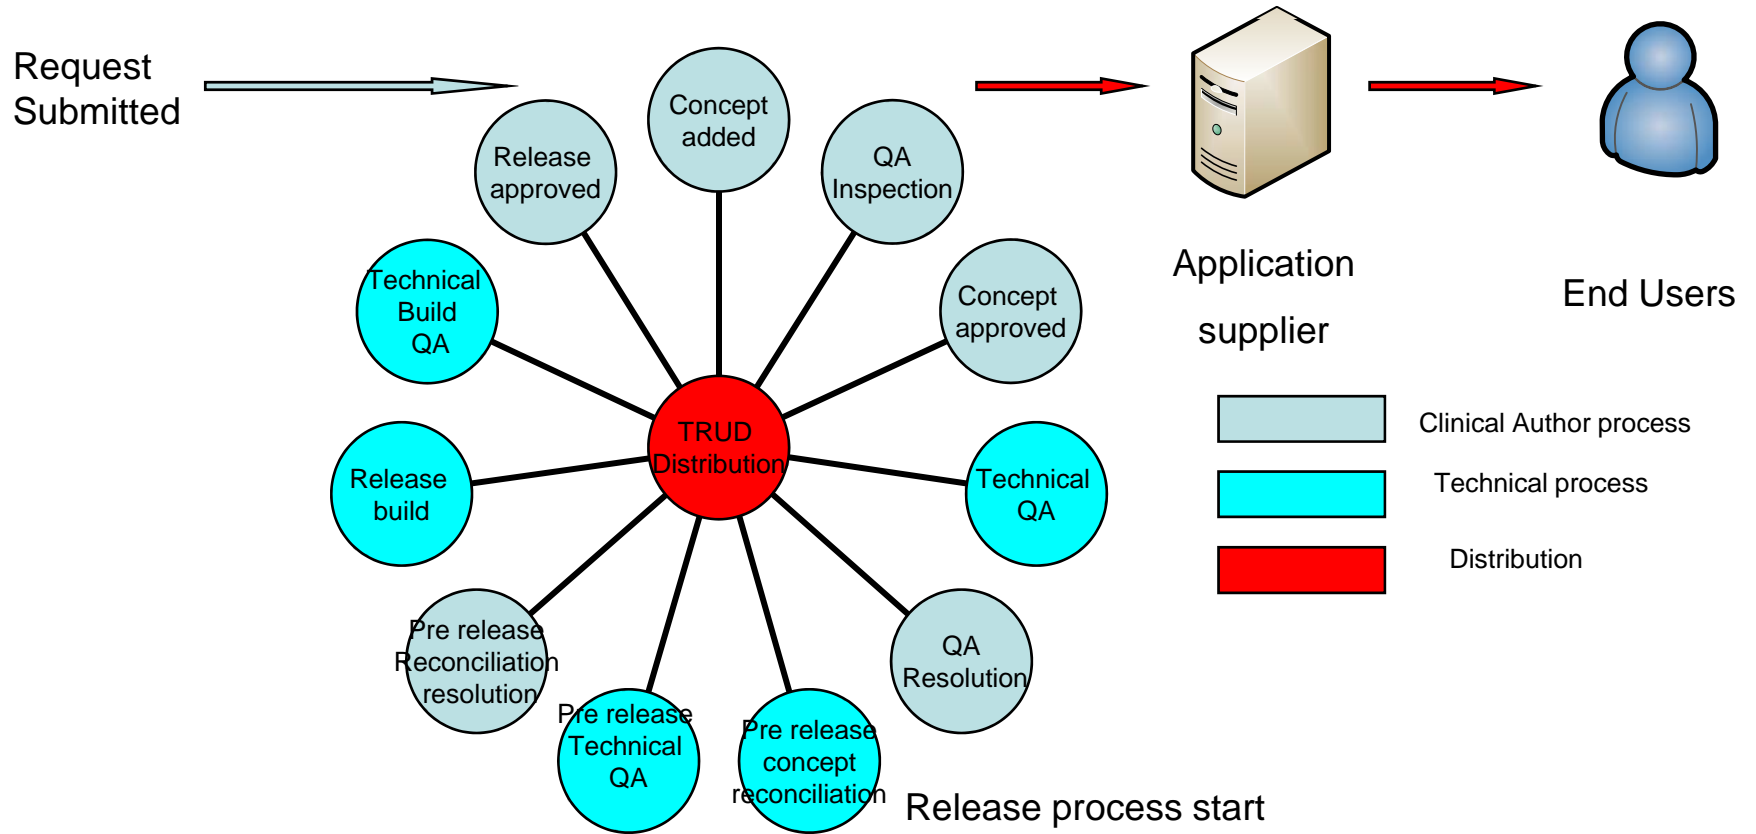 Request
Submitted
Concept
added
Release
approved
QA
Inspection
Technical
Build
QA
Concept
approved
Application
supplier
End Users
TRUD
Distribution
Release
build
Technical
QA
Clinical Author process
Technical process
Distribution
Pre release
Reconciliation
resolution
QA
Resolution
Pre release
Technical
QA
Pre release
concept
reconciliation
Release process start